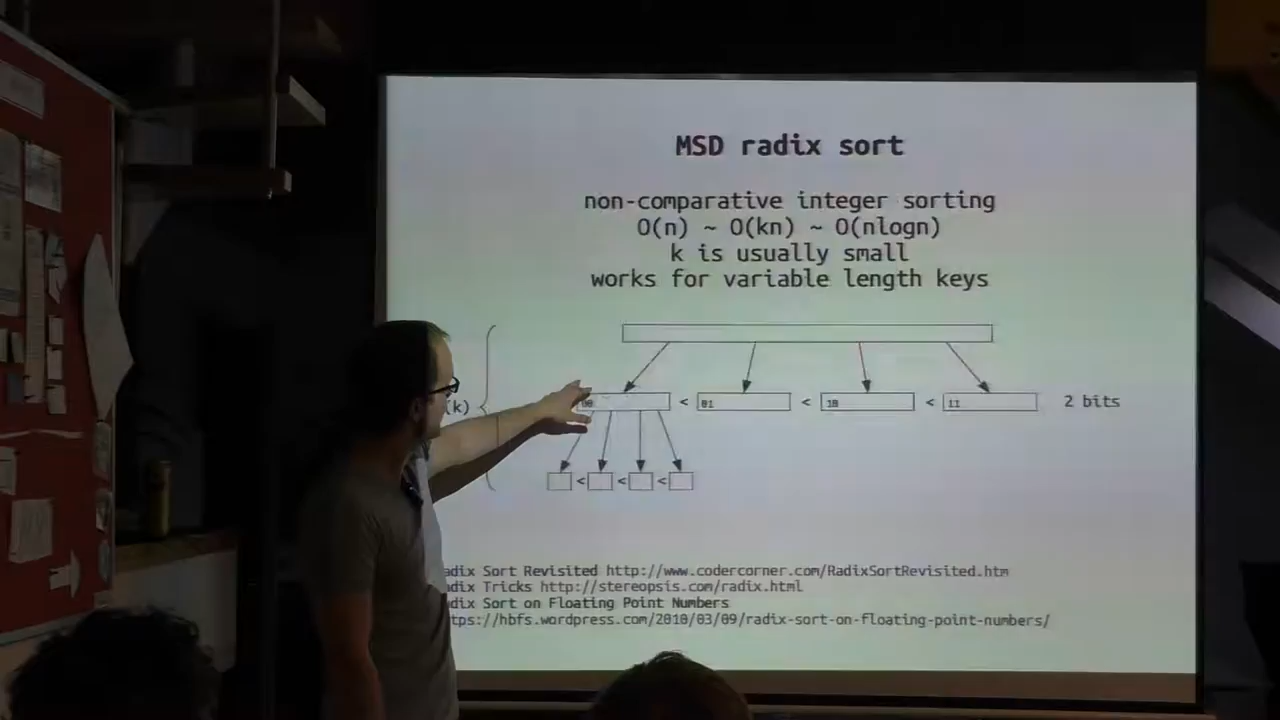 MSD radix sort
non-comparative integer sorting
O(n) ~ O(kn) ~ O(nlogn)
k is usually small
works for variable length keys
(k)
00 < 01 < 10 < 11 2 bits
< < <
adix Sort Revisited http://www.codercorner.com/RadixSortRevisited.htm
adix Tricks http://stereopsis.com/radix.html
dix Sort on Floating Point Numbers
tps://hbfs.wordpress.com/2010/03/09/radix-sort-on-floating-point-numbers/